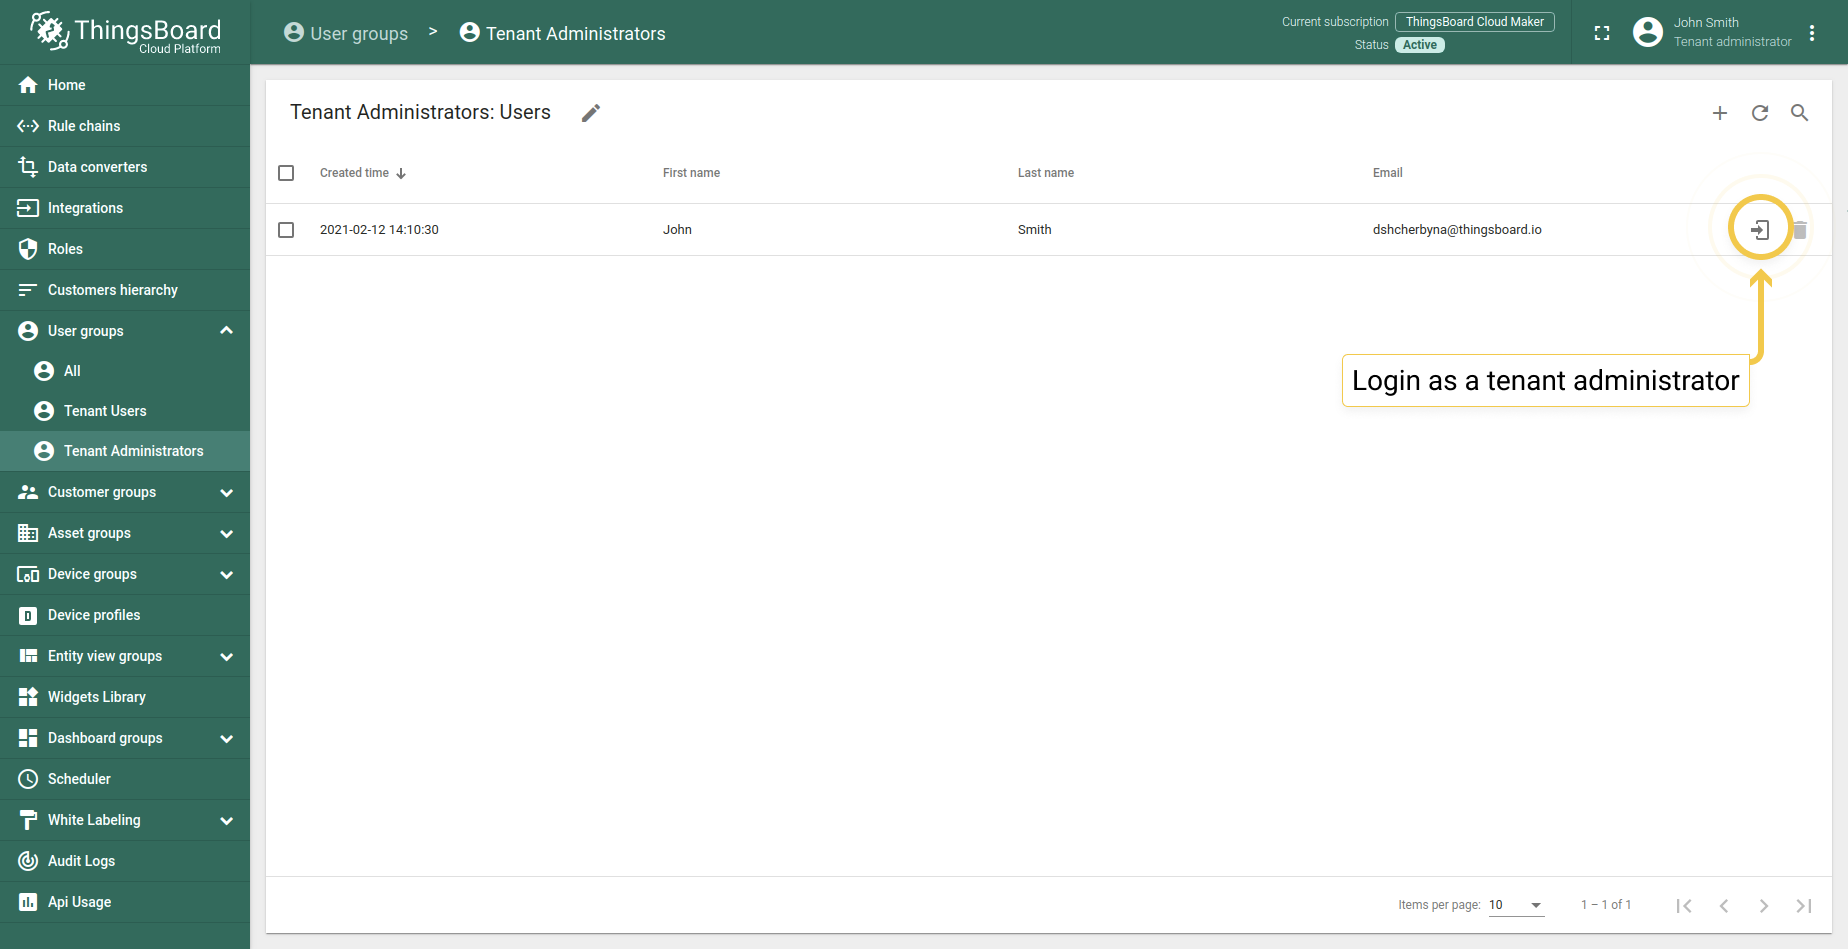 ThingsBoard
Cloud Platform
User groups > Tenant Administrators
Current subscription ThingsBoard Cloud Maker
Status Active
John Smith
Tenant administrator
Home
Rule chains
Data converters
Integrations
Roles
Customers hierarchy
User groups
All
Tenant Users
Tenant Administrators
Customer groups
Asset groups
Device groups
Device profiles
Entity view groups
Widgets Library
Dashboard groups
Scheduler
White Labeling
Audit Logs
Api Usage
Tenant Administrators: Users
Created time First name Last name Email
2021-02-12 14:10:30 John Smith dshcherbyna@thingsboard.io
Login as a tenant administrator
Items per page: 10 1 – 1 of 1